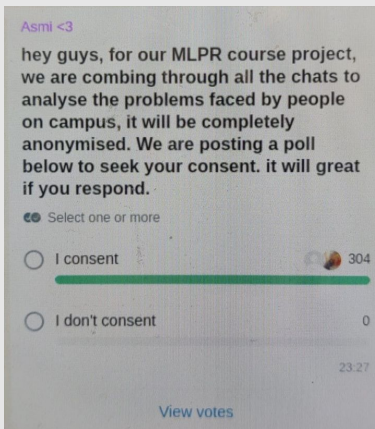 Asmi <3
hey guys, for our MLPR course project,
we are combing through all the chats to
analyse the problems faced by people
on campus, it will be completely
anonymised. We are posting a poll
below to seek your consent. it will great
if you respond.
Select one or more
I consent 304
I don't consent 0
23:27
View votes